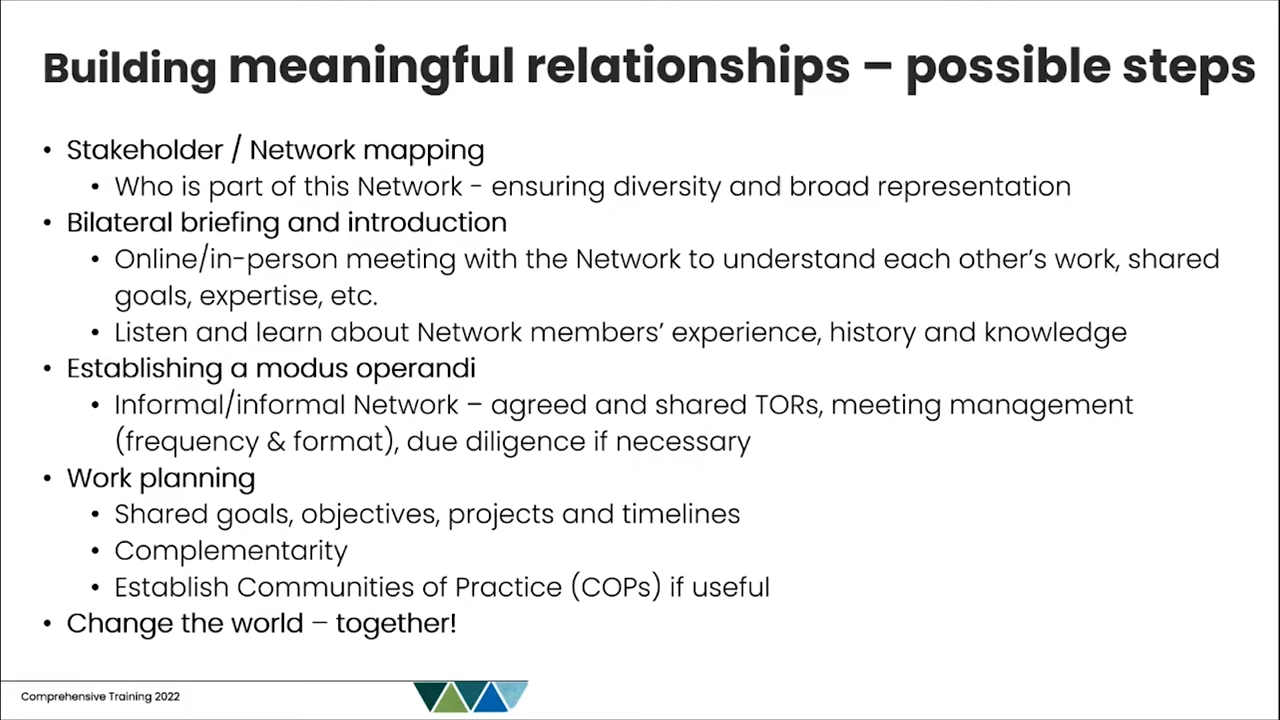 Building meaningful relationships – possible steps
• Stakeholder / Network mapping
• Who is part of this Network - ensuring diversity and broad representation
• Bilateral briefing and introduction
• Online/in-person meeting with the Network to understand each other’s work, shared
goals, expertise, etc.
• Listen and learn about Network members’ experience, history and knowledge
• Establishing a modus operandi
• Informal/informal Network – agreed and shared TORs, meeting management
(frequency & format), due diligence if necessary
• Work planning
• Shared goals, objectives, projects and timelines
• Complementarity
• Establish Communities of Practice (COPs) if useful
• Change the world – together!
Comprehensive Training 2022